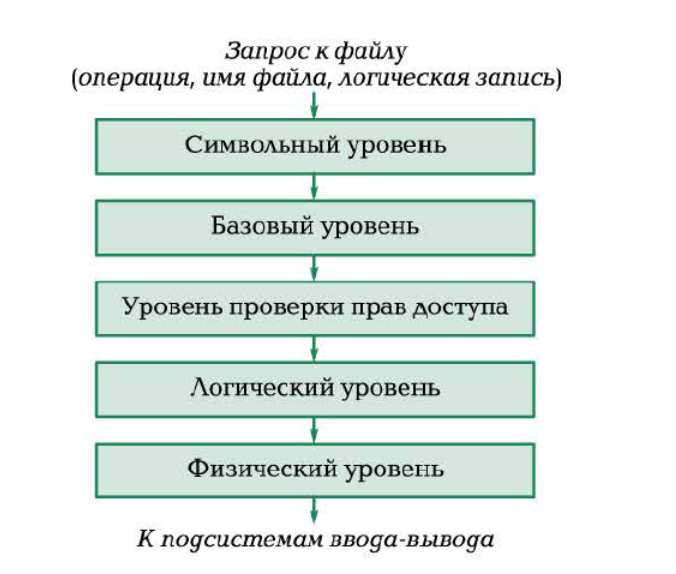 Запрос к файлу
(операция, имя файла, логическая запись)
Символьный уровень
Базовый уровень
Уровень проверки прав доступа
Логический уровень
Физический уровень
К подсистемам ввода-вывода